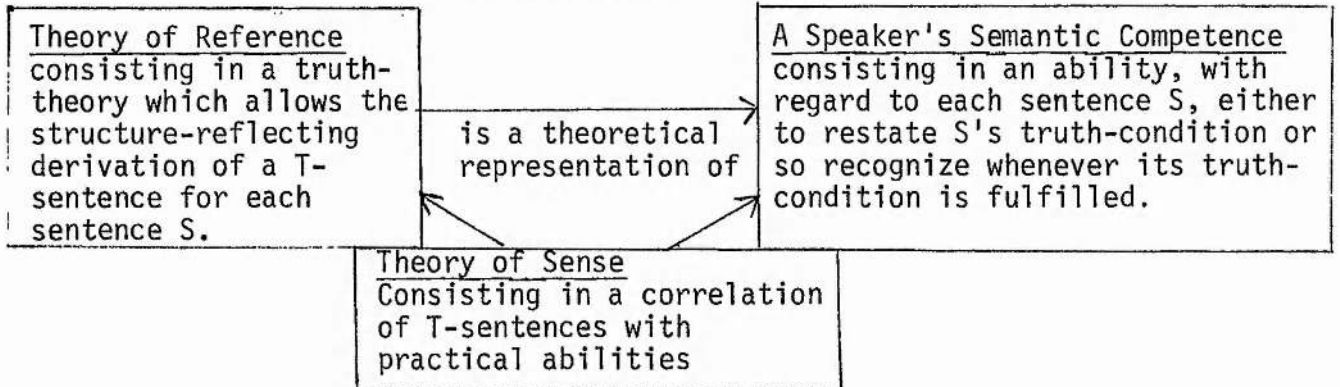 Theory of Reference
consisting in a truth-
theory which allows the
structure-reflecting
derivation of a T-
sentence for each
sentence S.
is a theoretical
representation of
A Speaker's Semantic Competence
consisting in an ability, with
regard to each sentence S, either
to restate S's truth-condition or
so recognize whenever its truth-
condition is fulfilled.
Theory of Sense
Consisting in a correlation
of T-sentences with
practical abilities